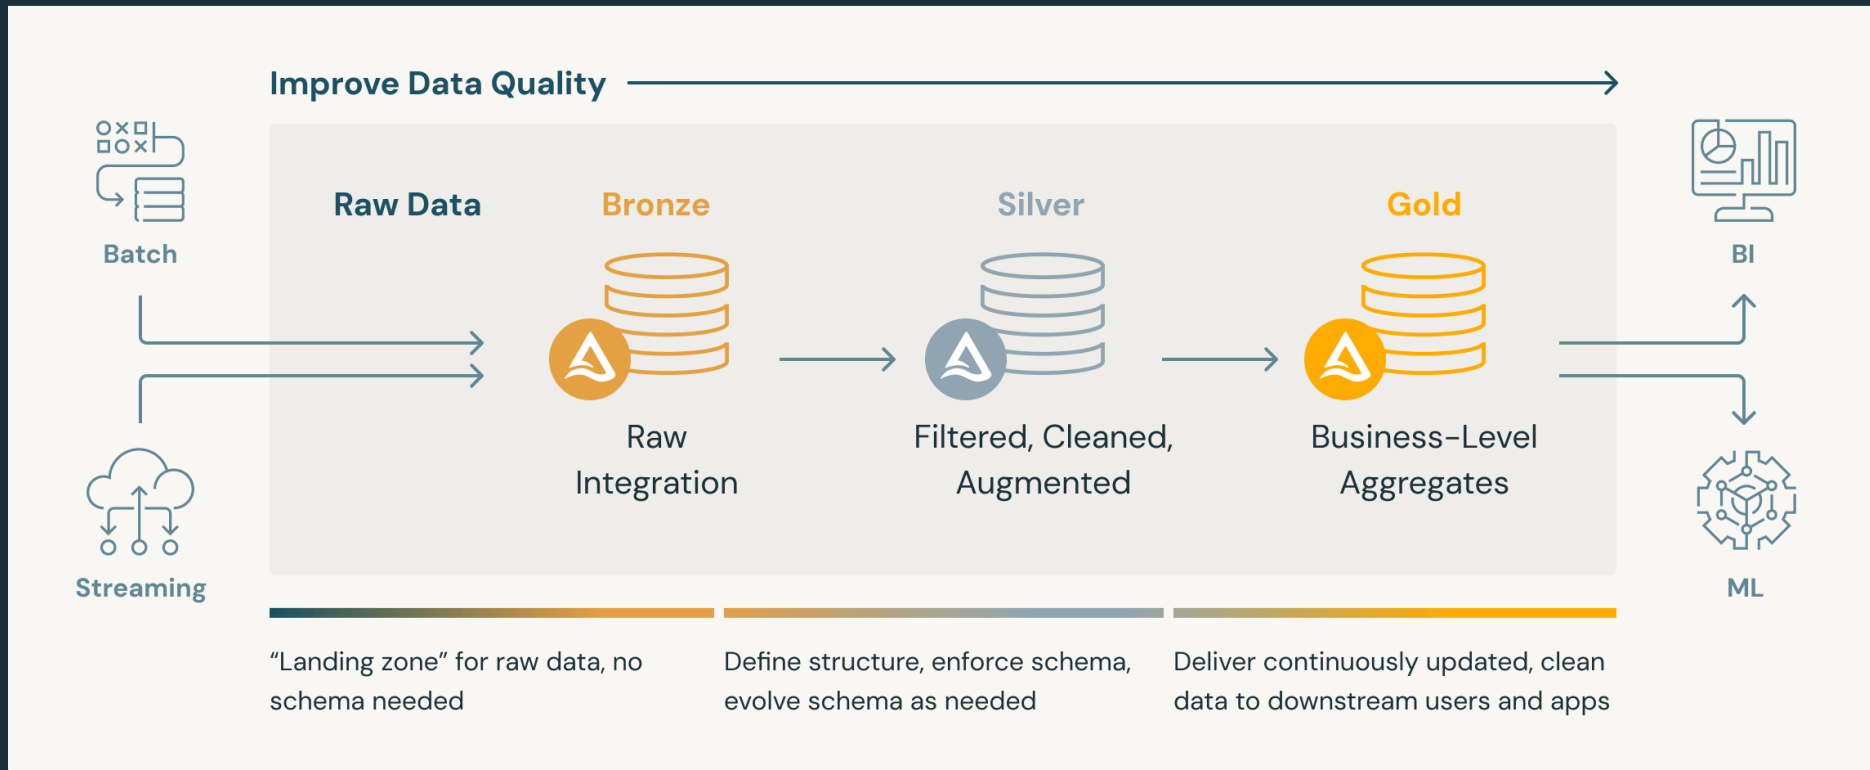 Improve Data Quality
Raw Data
Bronze
Silver
Gold
Batch
BI
Raw
Integration
Filtered, Cleaned,
Augmented
Business-Level
Aggregates
Streaming
ML
“Landing zone” for raw data, no
schema needed
Define structure, enforce schema,
evolve schema as needed
Deliver continuously updated, clean
data to downstream users and apps